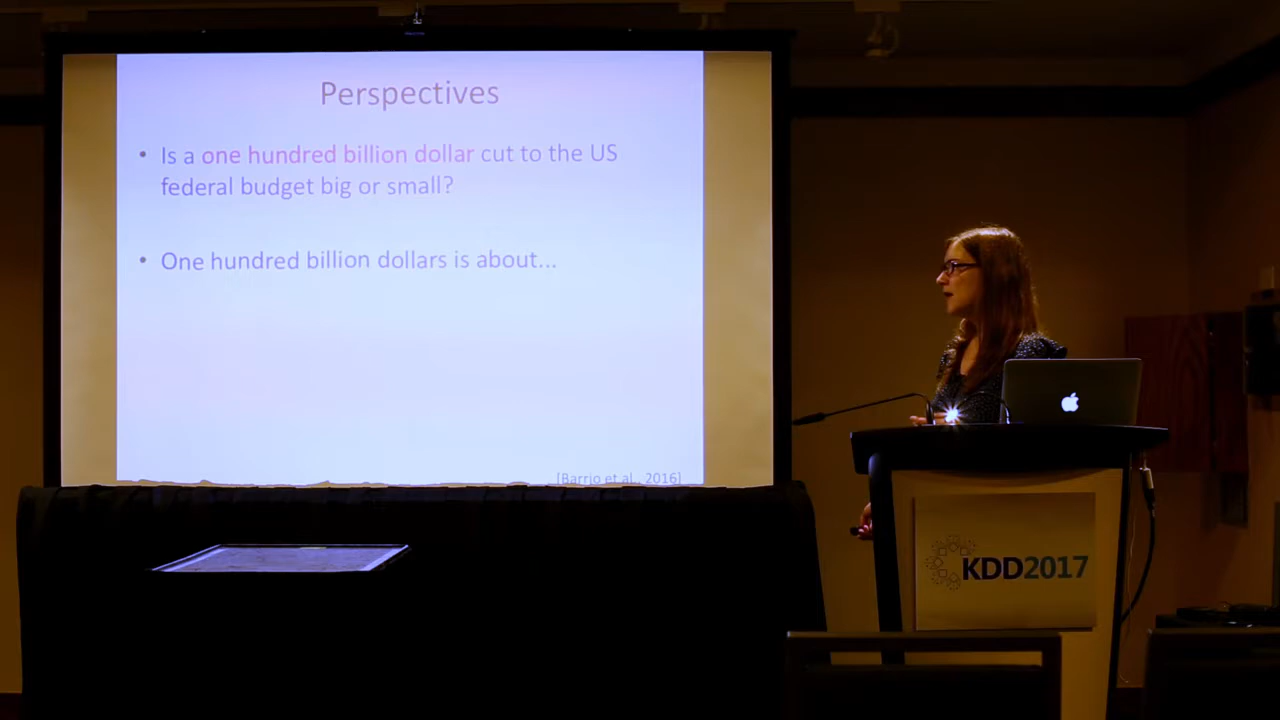 Perspectives
• Is a one hundred billion dollar cut to the US
federal budget big or small?
• One hundred billion dollars is about...
[Barrio et al., 2016]
KDD2017